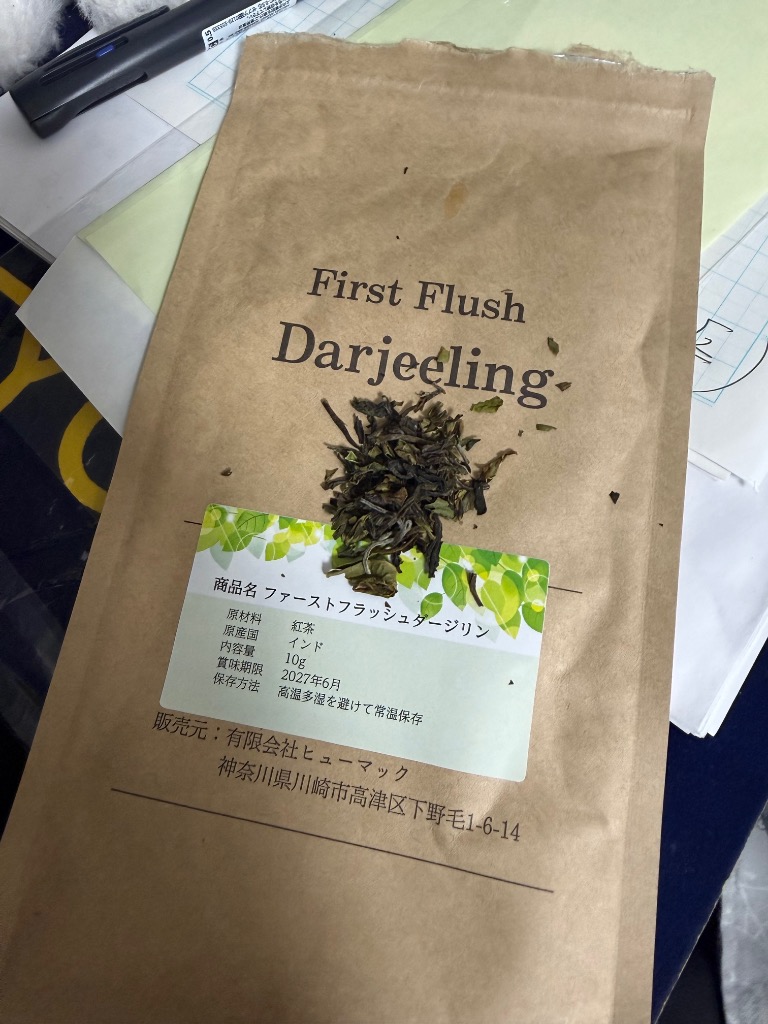 First Flush
Darjeeling
商品名 ファーストフラッシュダージリン
原材料 紅茶
原産国 インド
内容量 10g
賞味期限 2027年6月
保存方法 高温多湿を避けて常温保存
販売元：有限会社ヒューマック
神奈川県川崎市高津区下野毛1-6-14